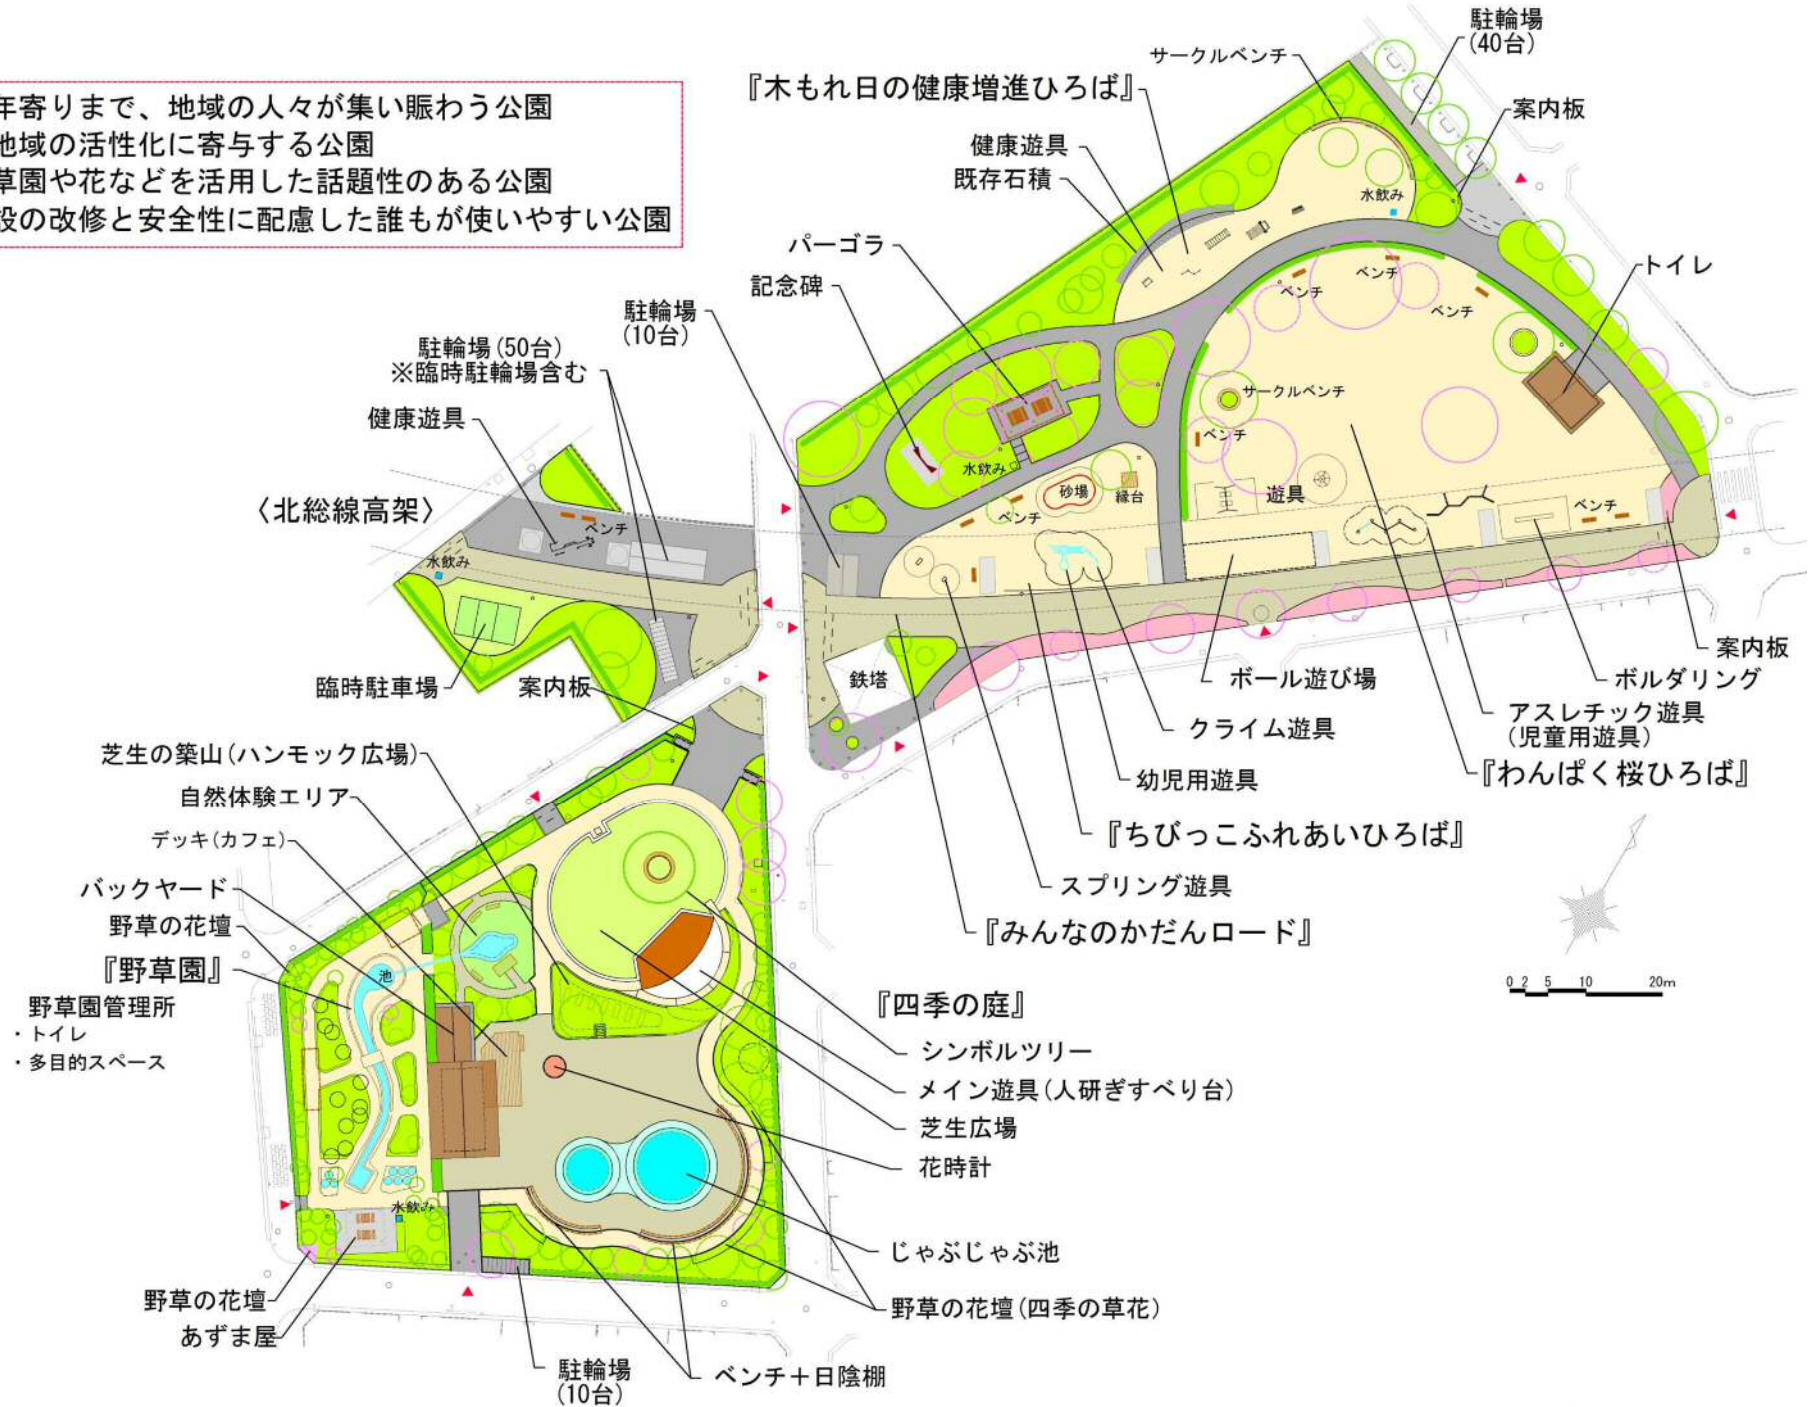 年寄りまで、地域の人々が集い賑わう公園
地域の活性化に寄与する公園
草園や花などを活用した話題性のある公園
設の改修と安全性に配慮した誰もが使いやすい公園
駐輪場
(40台)
サークルベンチ
『木もれ日の健康増進ひろば』
案内板
健康遊具
既存石積
水飲み
パーゴラ
記念碑
トイレ
ベンチ
ベンチ
ベンチ
駐輪場
(10台)
駐輪場(50台)
※臨時駐輪場含む
健康遊具
サークルベンチ
ベンチ
水飲み
砂場
縁台
遊具
ベンチ
ベンチ
〈北総線高架〉
ベンチ
水飲み
臨時駐車場
案内板
鉄塔
ボール遊び場
案内板
ボルダリング
アスレチック遊具
(児童用遊具)
クライム遊具
『わんぱく桜ひろば』
幼児用遊具
『ちびっこふれあいひろば』
スプリング遊具
『みんなのかだんロード』
芝生の築山(ハンモック広場)
自然体験エリア
デッキ(カフェ)
バックヤード
野草の花壇
『野草園』
野草園管理所
・トイレ
・多目的スペース
池
『四季の庭』
シンボルツリー
メイン遊具(人研ぎすべり台)
芝生広場
花時計
水飲み
じゃぶじゃぶ池
野草の花壇(四季の草花)
野草の花壇
あずま屋
駐輪場
(10台)
ベンチ＋日陰棚
0 2 5 10 20m